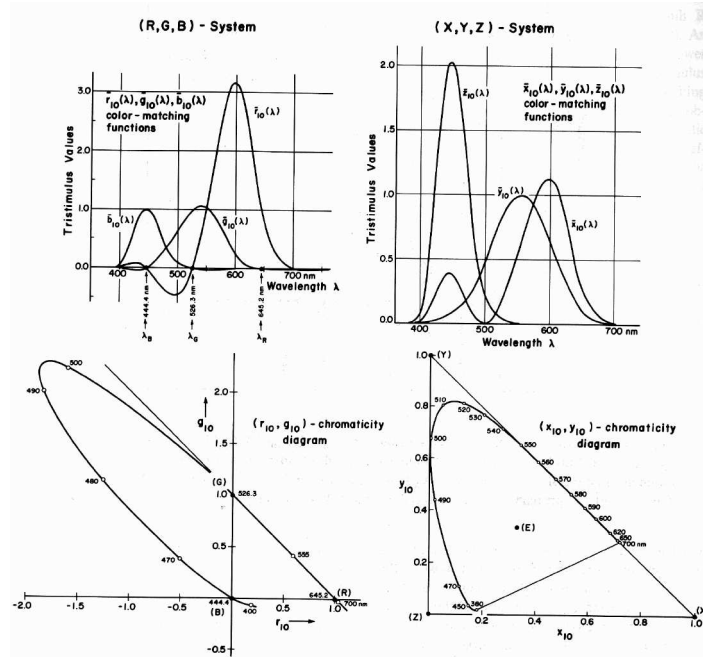 (R,G,B) - System
r̄10(λ), ḡ10(λ), b̄10(λ)
color-matching
functions
r̄10(λ)
b̄10(λ)
ḡ10(λ)
Tristimulus Values
3.0
2.0
1.0
0.0
400
500
600
700 nm
Wavelength λ
444.4 nm
526.3 nm
645.2 nm
λB
λG
λR
(X,Y,Z) - System
x̄10(λ), ȳ10(λ), z̄10(λ)
color-matching
functions
z̄10(λ)
ȳ10(λ)
x̄10(λ)
Tristimulus Values
2.0
1.5
1.0
0.5
0.0
400
500
600
700nm
Wavelength λ
(r10, g10) - chromaticity
diagram
g10
2.0
1.5
1.0
0.5
-0.5
500
490
480
470
(G)
526.3
555
(R)
645.2
700nm
444.4
(B)
400
-2.0
-1.5
-1.0
-0.5
0.5
1.0
r10
(x10, y10) - chromaticity
diagram
(Y)
1.0
0.8
0.6
0.4
0.2
y10
510
520
530
540
550
560
570
580
590
600
620
650
700nm
500
490
470
450
360
(E)
(Z)
0
0.2
0.4
0.6
0.8
1.0
x10